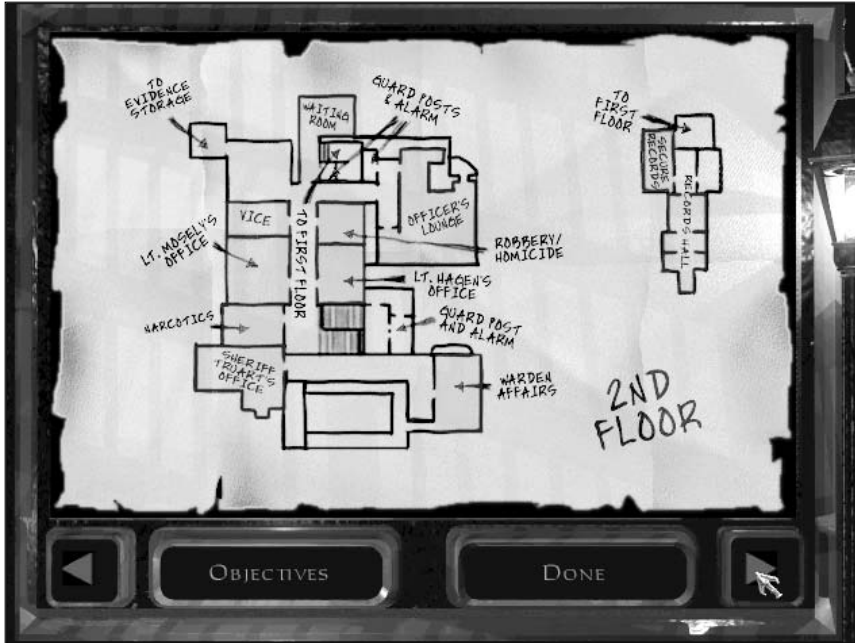 TO
EVIDENCE
STORAGE
GUARD POSTS
& ALARM
WAITING
ROOM
TO
FIRST
FLOOR
SECURE
RECORDS
RECORDS HALL
VICE
TO FIRST FLOOR
OFFICER'S
LOUNGE
LT. MOSELY'S
OFFICE
ROBBERY/
HOMICIDE
LT. HAGEN'S
OFFICE
NARCOTICS
GUARD POST
AND ALARM
SHERIFF
TRUART'S
OFFICE
WARDEN
AFFAIRS
2ND
FLOOR
OBJECTIVES
DONE